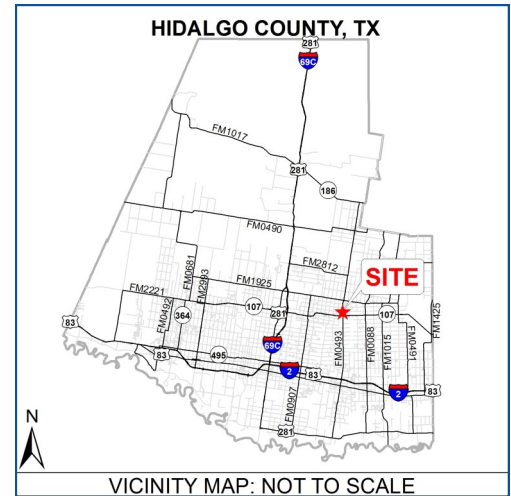 HIDALGO COUNTY, TX
281
69C
FM1017
281
186
FM0490
FM2812
FM0681
FM2993
FM1925
SITE
FM2221
FM0492
364
107
281
107
FM1425
83
69C
FM0493
FM0088
FM1015
FM0491
83
495
2
83
2
83
FM0907
281
N
VICINITY MAP: NOT TO SCALE